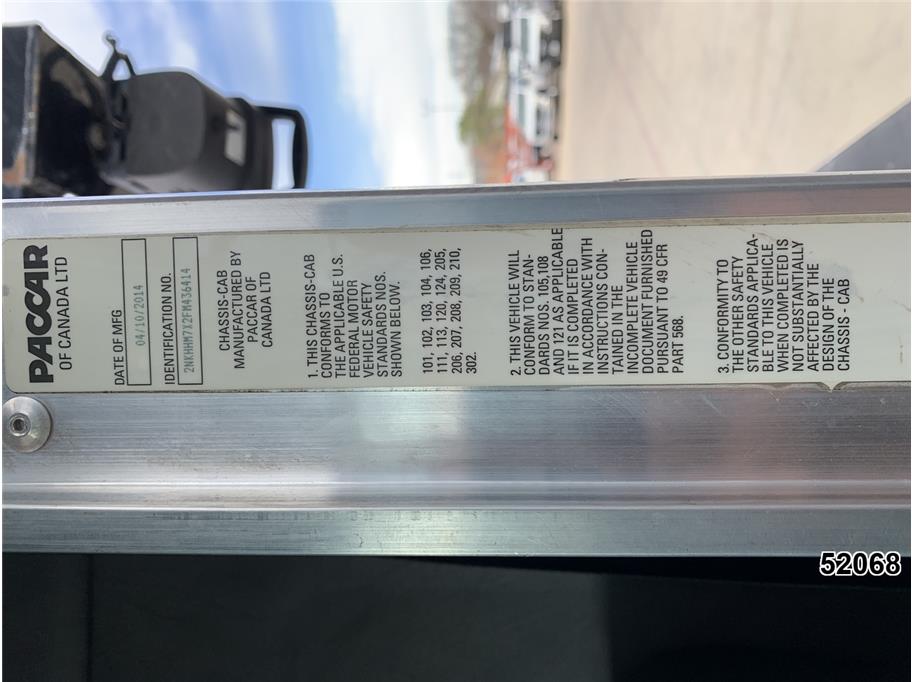 PACCAR
OF CANADA LTD
DATE OF MFG
04/10/2014
IDENTIFICATION NO.
2NKHHM7X2FM436414
CHASSIS-CAB
MANUFACTURED BY
PACCAR OF
CANADA LTD
1. THIS CHASSIS-CAB
CONFORMS TO
THE APPLICABLE U.S.
FEDERAL MOTOR
VEHICLE SAFETY
STANDARDS NOS.
SHOWN BELOW.
101, 102, 103, 104, 106,
111, 113, 120, 124, 205,
206, 207, 208, 209, 210,
302.
2. THIS VEHICLE WILL
CONFORM TO STAN-
DARDS NOS. 105,108
AND 121 AS APPLICABLE
IF IT IS COMPLETED
IN ACCORDANCES WITH
INSTRUCTIONS CON-
TAINED IN THE
INCOMPLETE VEHICLE
DOCUMENT FURNISHED
PURSUANT TO 49 CFR
PART 568.
3. CONFORMITY TO
THE OTHER SAFETY
STANDARDS APPLICA-
BLE TO THIS VEHICLE
WHEN COMPLETED IS
NOT SUBSTANTIALLY
AFFECTED BY THE
DESIGN OF THE
CHASSIS - CAB
52068